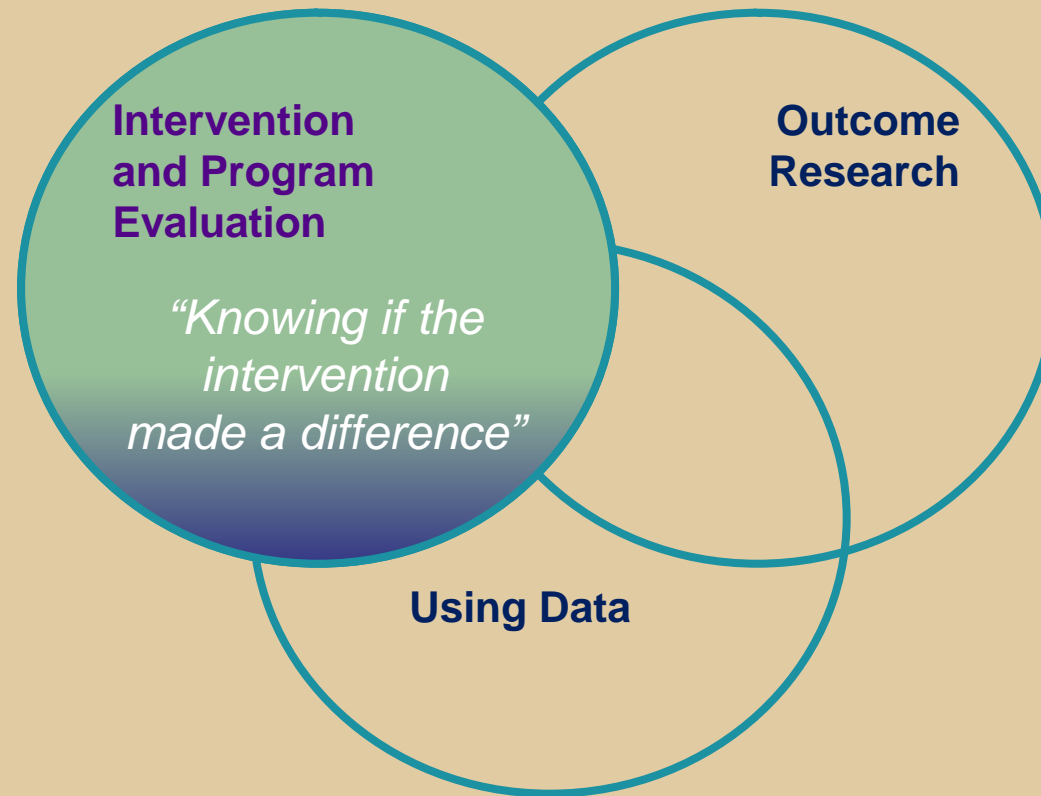 Intervention
and Program
Evaluation
“Knowing if the
intervention
made a difference”
Outcome
Research
Using Data